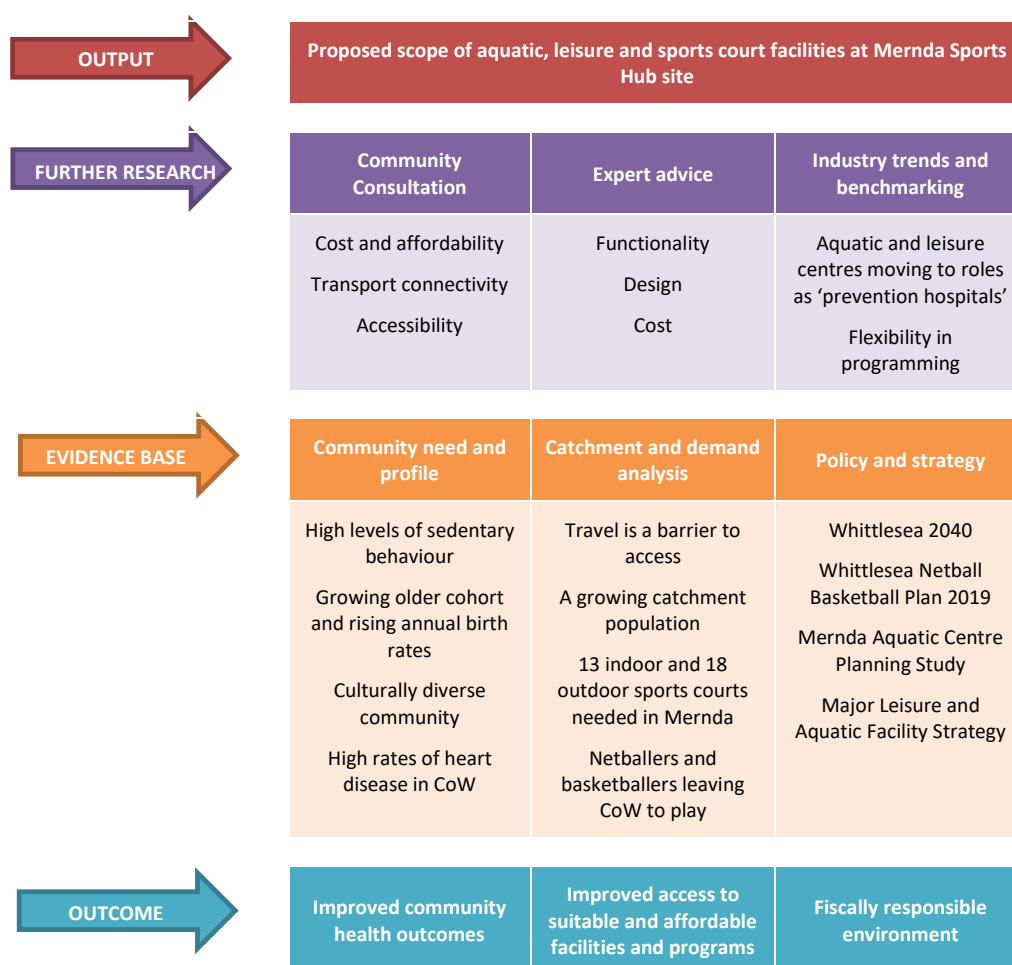 OUTPUT
Proposed scope of aquatic, leisure and sports court facilities at Mernda Sports
Hub site
FURTHER RESEARCH
Community
Consultation
Expert advice
Industry trends and
benchmarking
Cost and affordability
Transport connectivity
Accessibility
Functionality
Design
Cost
Aquatic and leisure
centres moving to roles
as ‘prevention hospitals’
Flexibility in
programming
EVIDENCE BASE
Community need and
profile
Catchment and demand
analysis
Policy and strategy
High levels of sedentary
behaviour
Growing older cohort
and rising annual birth
rates
Culturally diverse
community
High rates of heart
disease in CoW
Travel is a barrier to
access
A growing catchment
population
13 indoor and 18
outdoor sports courts
needed in Mernda
Netballers and
basketballers leaving
CoW to play
Whittlesea 2040
Whittlesea Netball
Basketball Plan 2019
Mernda Aquatic Centre
Planning Study
Major Leisure and
Aquatic Facility Strategy
OUTCOME
Improved community
health outcomes
Improved access to
suitable and affordable
facilities and programs
Fiscally responsible
environment